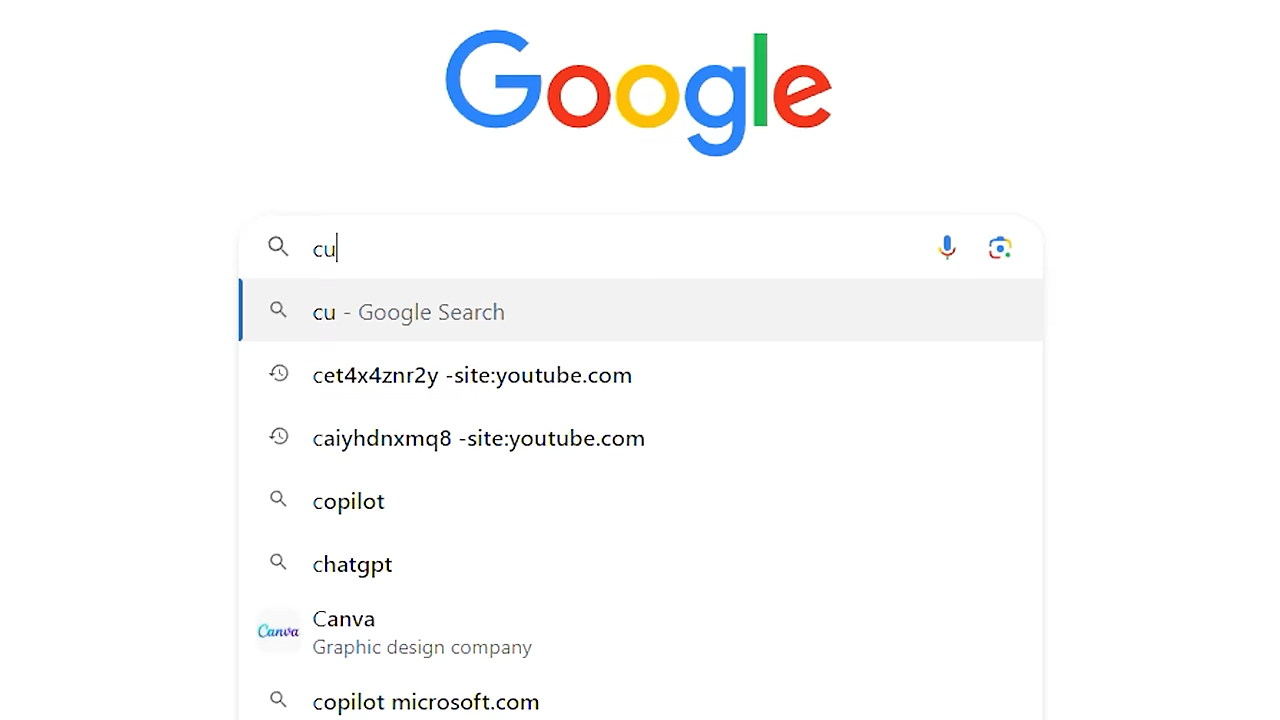 Google
cu
cu - Google Search
cet4x4znr2y -site:youtube.com
caiyhdnxmq8 -site:youtube.com
copilot
chatgpt
Canva
Canva
Graphic design company
copilot microsoft.com